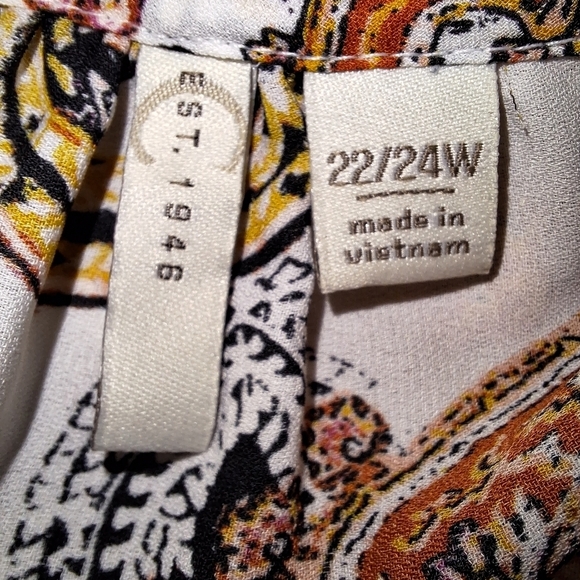 EST. 1946
22/24W
made in
vietnam